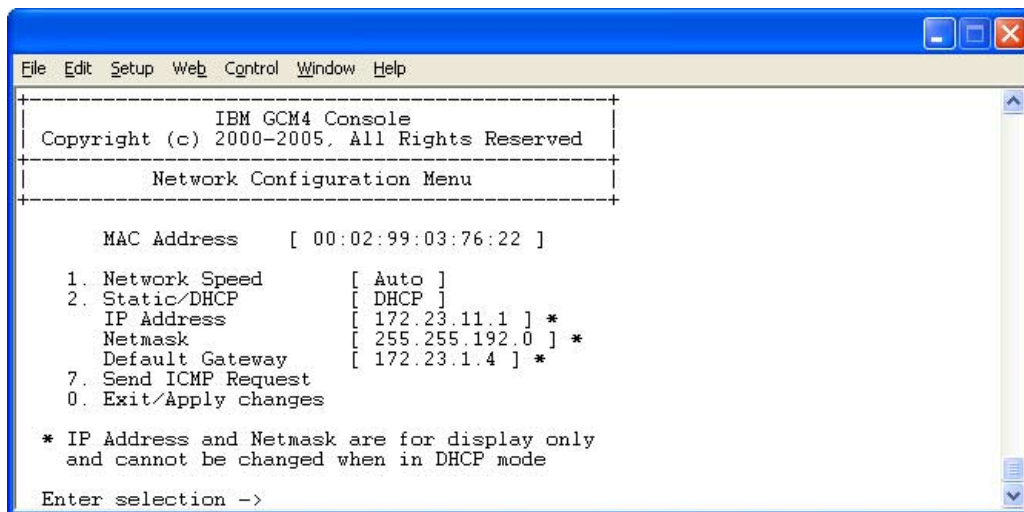 File Edit Setup Web Control Window Help
IBM GCM4 Console
Copyright (c) 2000-2005, All Rights Reserved
Network Configuration Menu
MAC Address [ 00:02:99:03:76:22 ]
1. Network Speed [ Auto ]
2. Static/DHCP [ DHCP ]
IP Address [ 172.23.11.1 ] *
Netmask [ 255.255.192.0 ] *
Default Gateway [ 172.23.1.4 ] *
7. Send ICMP Request
0. Exit/Apply changes
* IP Address and Netmask are for display only
and cannot be changed when in DHCP mode
Enter selection ->